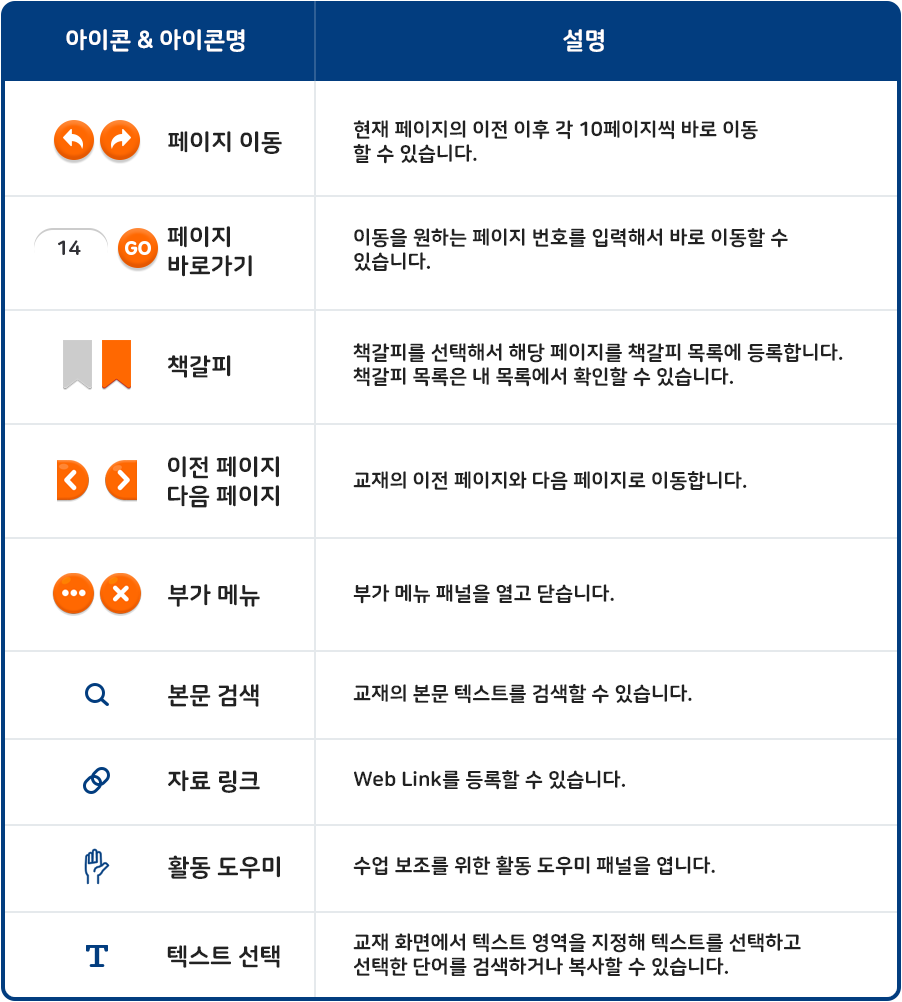 아이콘 & 아이콘명
설명
페이지 이동
현재 페이지의 이전 이후 각 10페이지씩 바로 이동
할 수 있습니다.
14
GO
페이지
바로가기
이동을 원하는 페이지 번호를 입력해서 바로 이동할 수
있습니다.
책갈피
책갈피를 선택해서 해당 페이지를 책갈피 목록에 등록합니다.
책갈피 목록은 내 목록에서 확인할 수 있습니다.
이전 페이지
다음 페이지
교재의 이전 페이지와 다음 페이지로 이동합니다.
부가 메뉴
부가 메뉴 패널을 열고 닫습니다.
본문 검색
교재의 본문 텍스트를 검색할 수 있습니다.
자료 링크
Web Link를 등록할 수 있습니다.
활동 도우미
수업 보조를 위한 활동 도우미 패널을 엽니다.
T
텍스트 선택
교재 화면에서 텍스트 영역을 지정해 텍스트를 선택하고
선택한 단어를 검색하거나 복사할 수 있습니다.